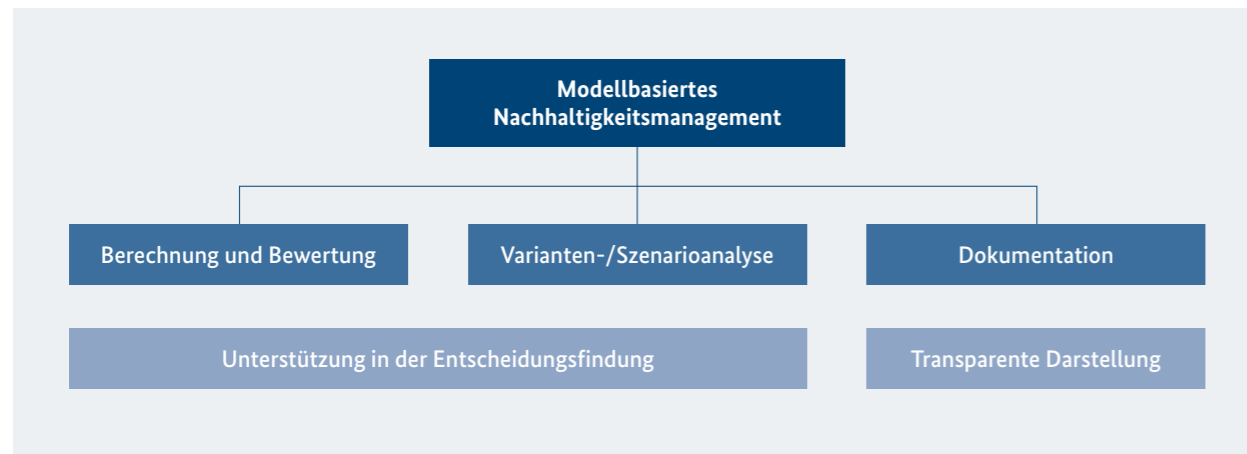 Modellbasiertes
Nachhaltigkeitsmanagement
Berechnung und Bewertung
Varianten-/Szenarioanalyse
Dokumentation
Unterstützung in der Entscheidungsfindung
Transparente Darstellung